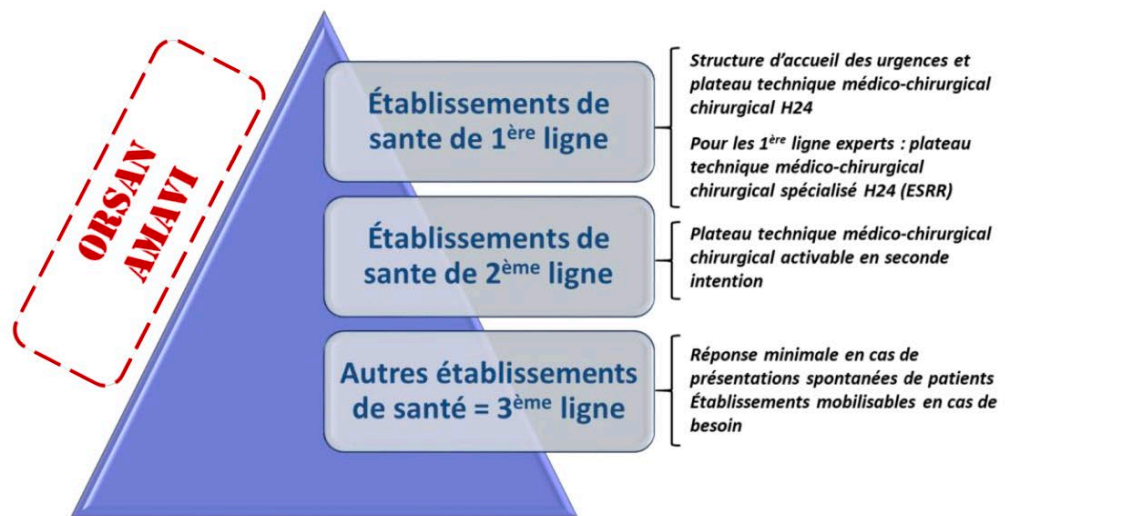 ORSAN
AMAVI
Établissements de
sante de 1ère ligne
Structure d'accueil des urgences et
plateau technique médico-chirurgical
chirurgical H24
Pour les 1ère ligne experts : plateau
technique médico-chirurgical
chirurgical spécialisé H24 (ESRR)
Établissements de
sante de 2ème ligne
Plateau technique médico-chirurgical
chirurgical activable en seconde
intention
Autres établissements
de santé = 3ème ligne
Réponse minimale en cas de
présentations spontanées de patients
Établissements mobilisables en cas de
besoin